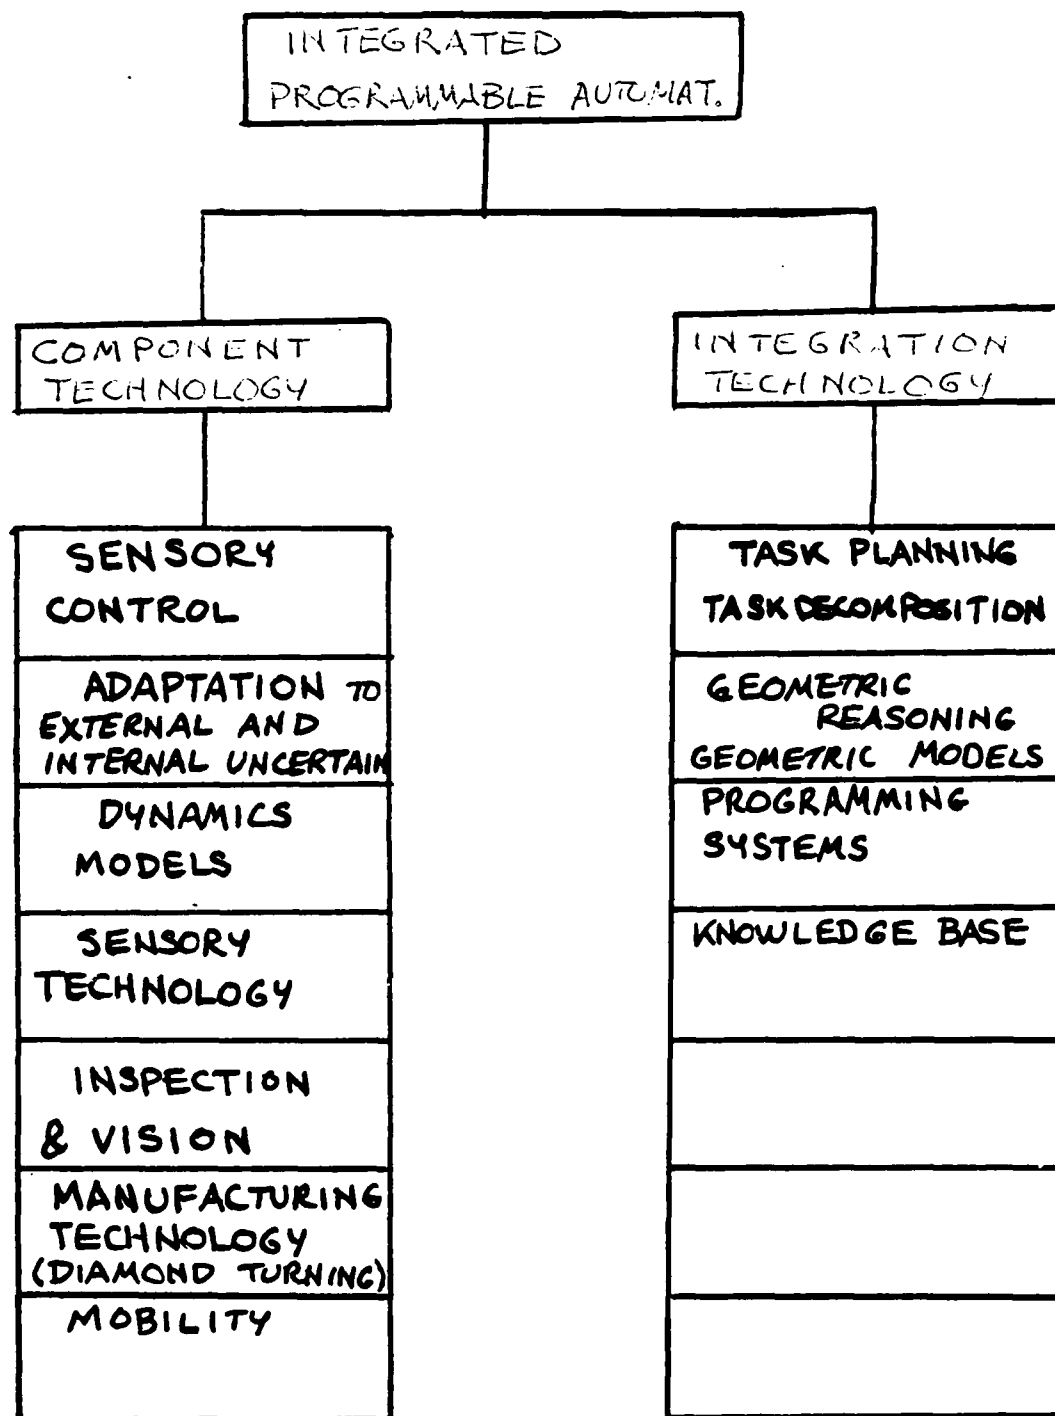 INTEGRATED
PROGRAMMABLE AUTOMAT.
COMPONENT
TECHNOLOGY
INTEGRATION
TECHNOLOGY
SENSORY
CONTROL
ADAPTATION TO
EXTERNAL AND
INTERNAL UNCERTAIN
DYNAMICS
MODELS
SENSORY
TECHNOLOGY
INSPECTION
& VISION
MANUFACTURING
TECHNOLOGY
(DIAMOND TURNING)
MOBILITY
TASK PLANNING
TASK DECOMPOSITION
GEOMETRIC
REASONING
GEOMETRIC MODELS
PROGRAMMING
SYSTEMS
KNOWLEDGE BASE